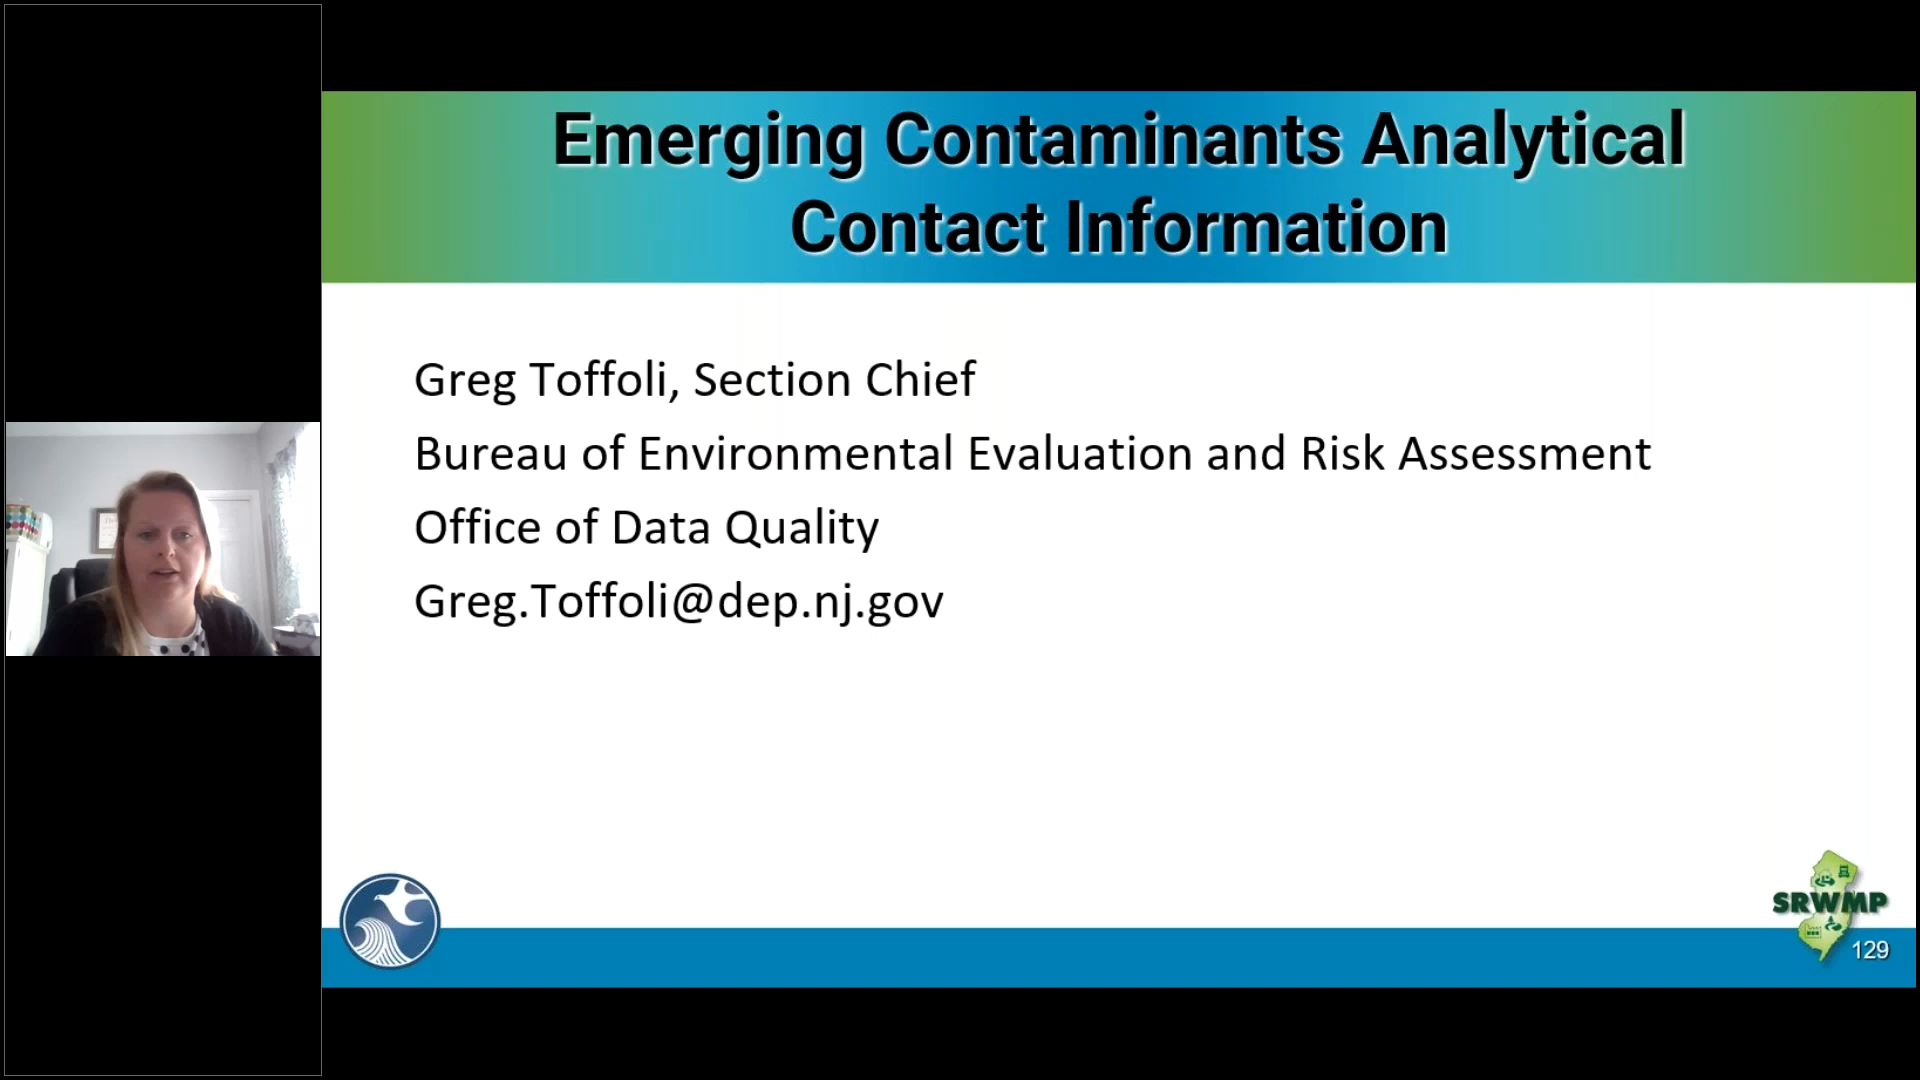 Emerging Contaminants Analytical
Contact Information
Greg Toffoli, Section Chief
Bureau of Environmental Evaluation and Risk Assessment
Office of Data Quality
Greg.Toffoli@dep.nj.gov
SRWMP
129